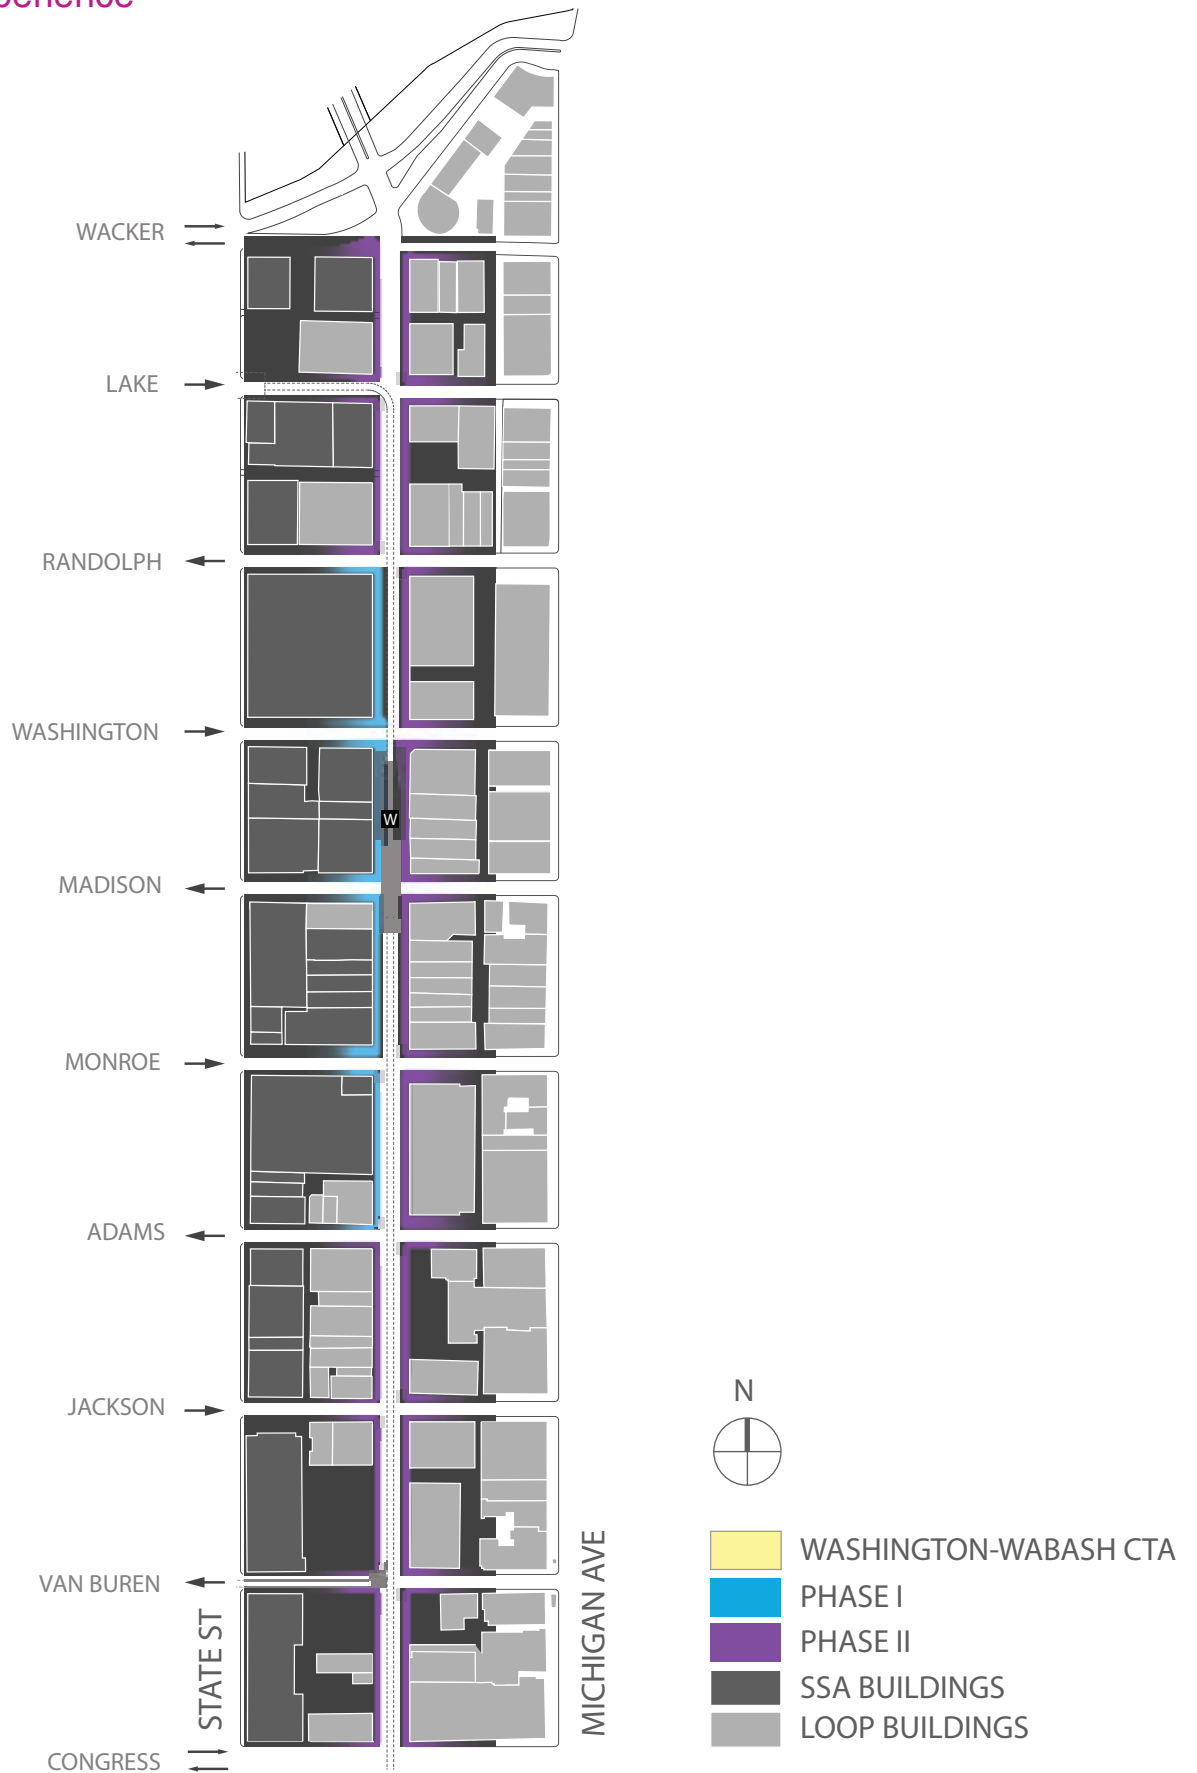 WACKER
LAKE
RANDOLPH
WASHINGTON
W
MADISON
MONROE
ADAMS
JACKSON
N
VAN BUREN
STATE ST
MICHIGAN AVE
WASHINGTON-WABASH CTA
PHASE I
PHASE II
SSA BUILDINGS
LOOP BUILDINGS
CONGRESS